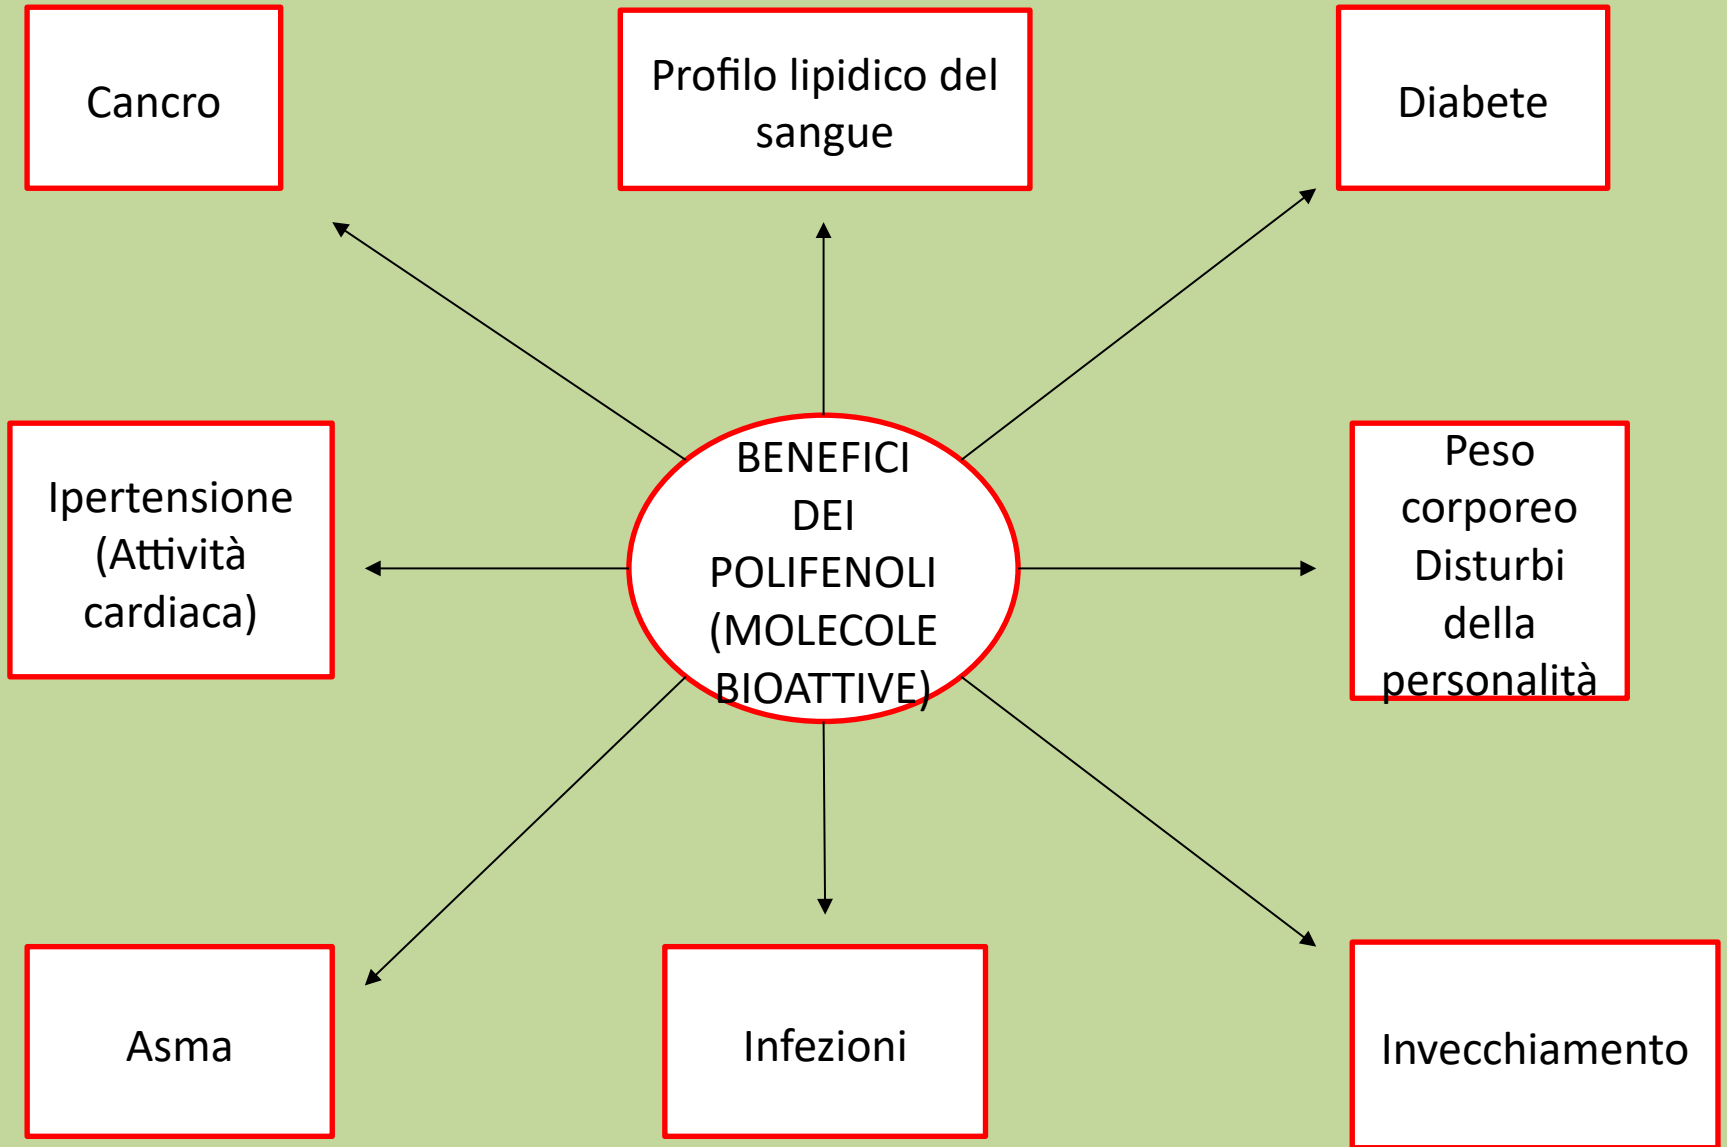 Cancro
Profilo lipidico del
sangue
Diabete
Ipertensione
(Attività
cardiaca)
BENEFICI
DEI
POLIFENOLI
(MOLECOLE
BIOATTIVE)
Peso
corporeo
Disturbi
della
personalità
Asma
Infezioni
Invecchiamento